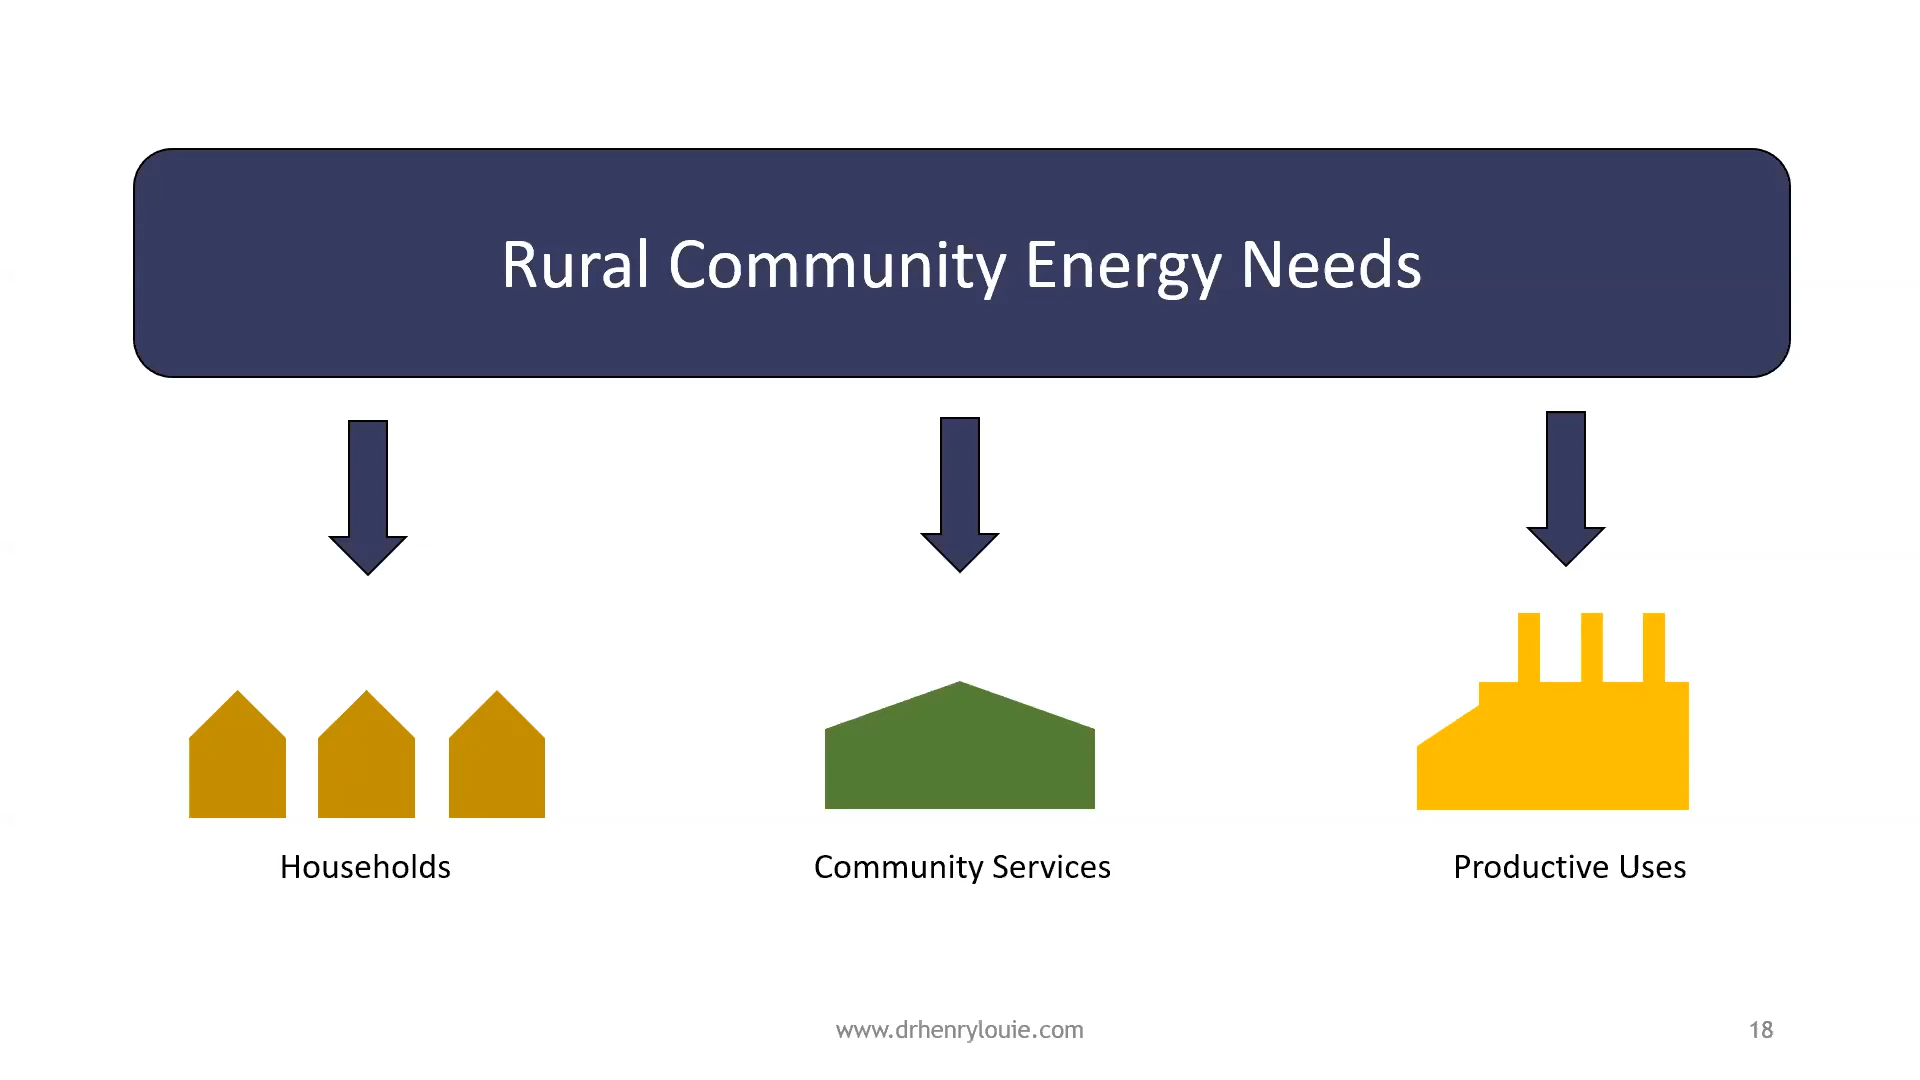 Rural Community Energy Needs
Households
Community Services
Productive Uses
www.drhenrylouie.com
18